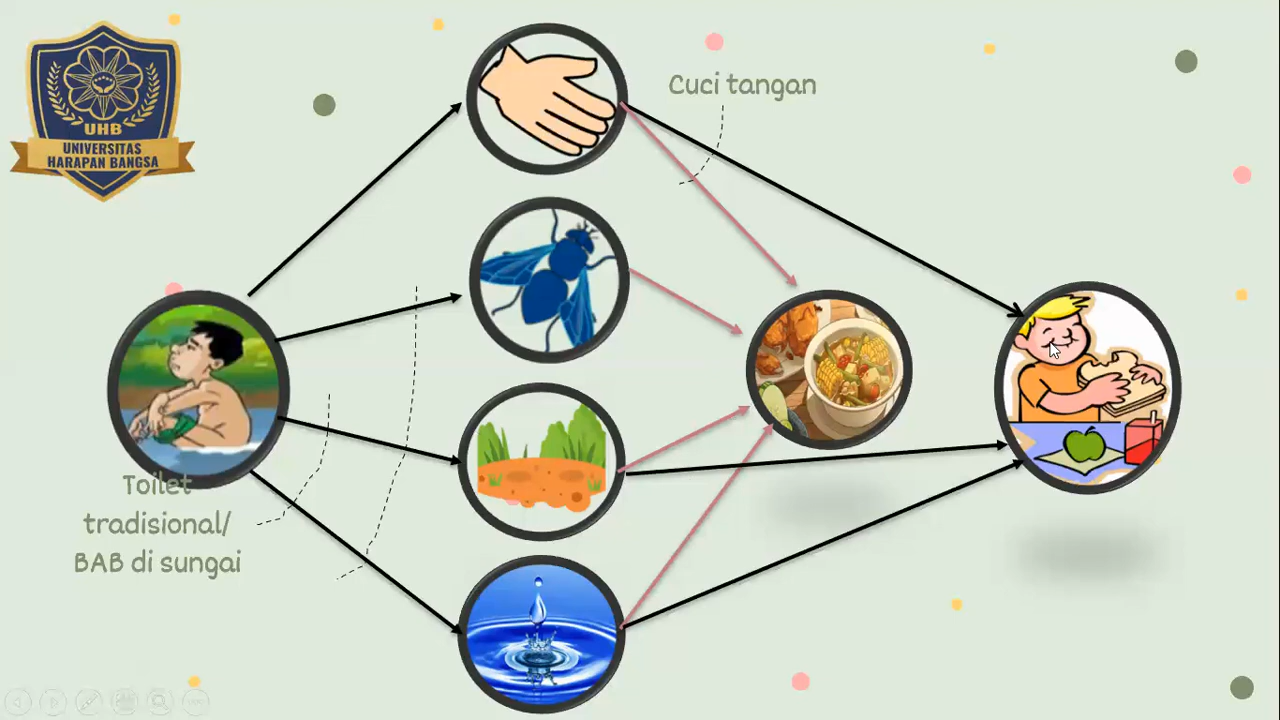 UHB
UNIVERSITAS
HARAPAN BANGSA
Cuci tangan
Toilet
tradisional/
BAB di sungai